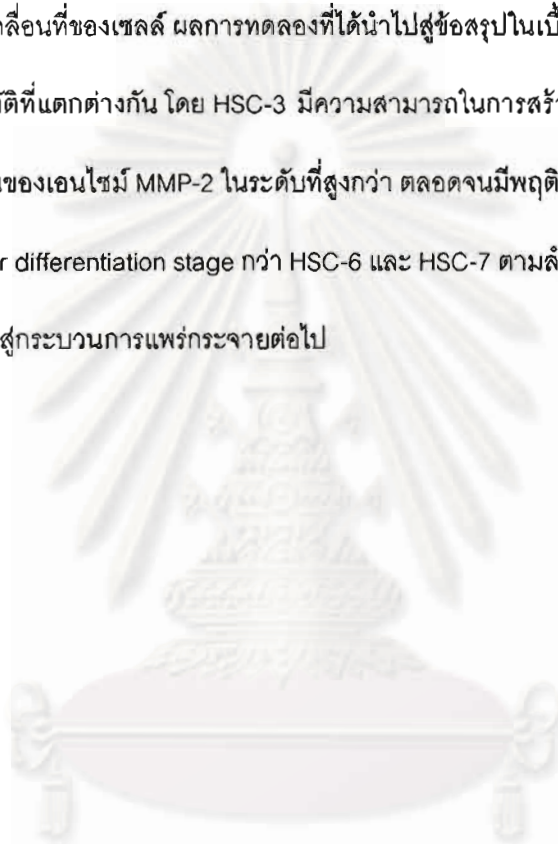 คลื่อนที่ของเซลล์ ผลการทดลองที่ได้นำไปสู่ข้อสรุปในเบื้
บัติที่แตกต่างกัน โดย HSC-3 มีความสามารถในการสร้า
นของเอนไซม์ MMP-2 ในระดับที่สูงกว่า ตลอดจนมีพฤติ
r differentiation stage กว่า HSC-6 และ HSC-7 ตามลํ
สู่กระบวนการแพร่กระจายต่อไป